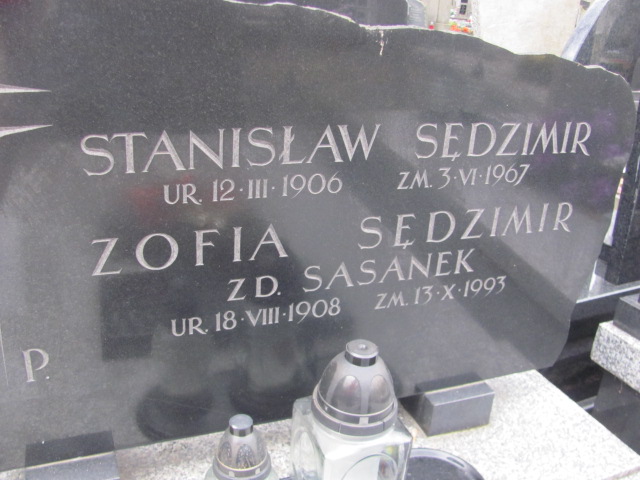 STANISŁAW SĘDZIMIR
UR. 12·III·1906 ZM. 3·VI·1967
ZOFIA SĘDZIMIR
ZD. SASANEK
UR. 18·VIII·1908 ZM. 13·X·1993
P.